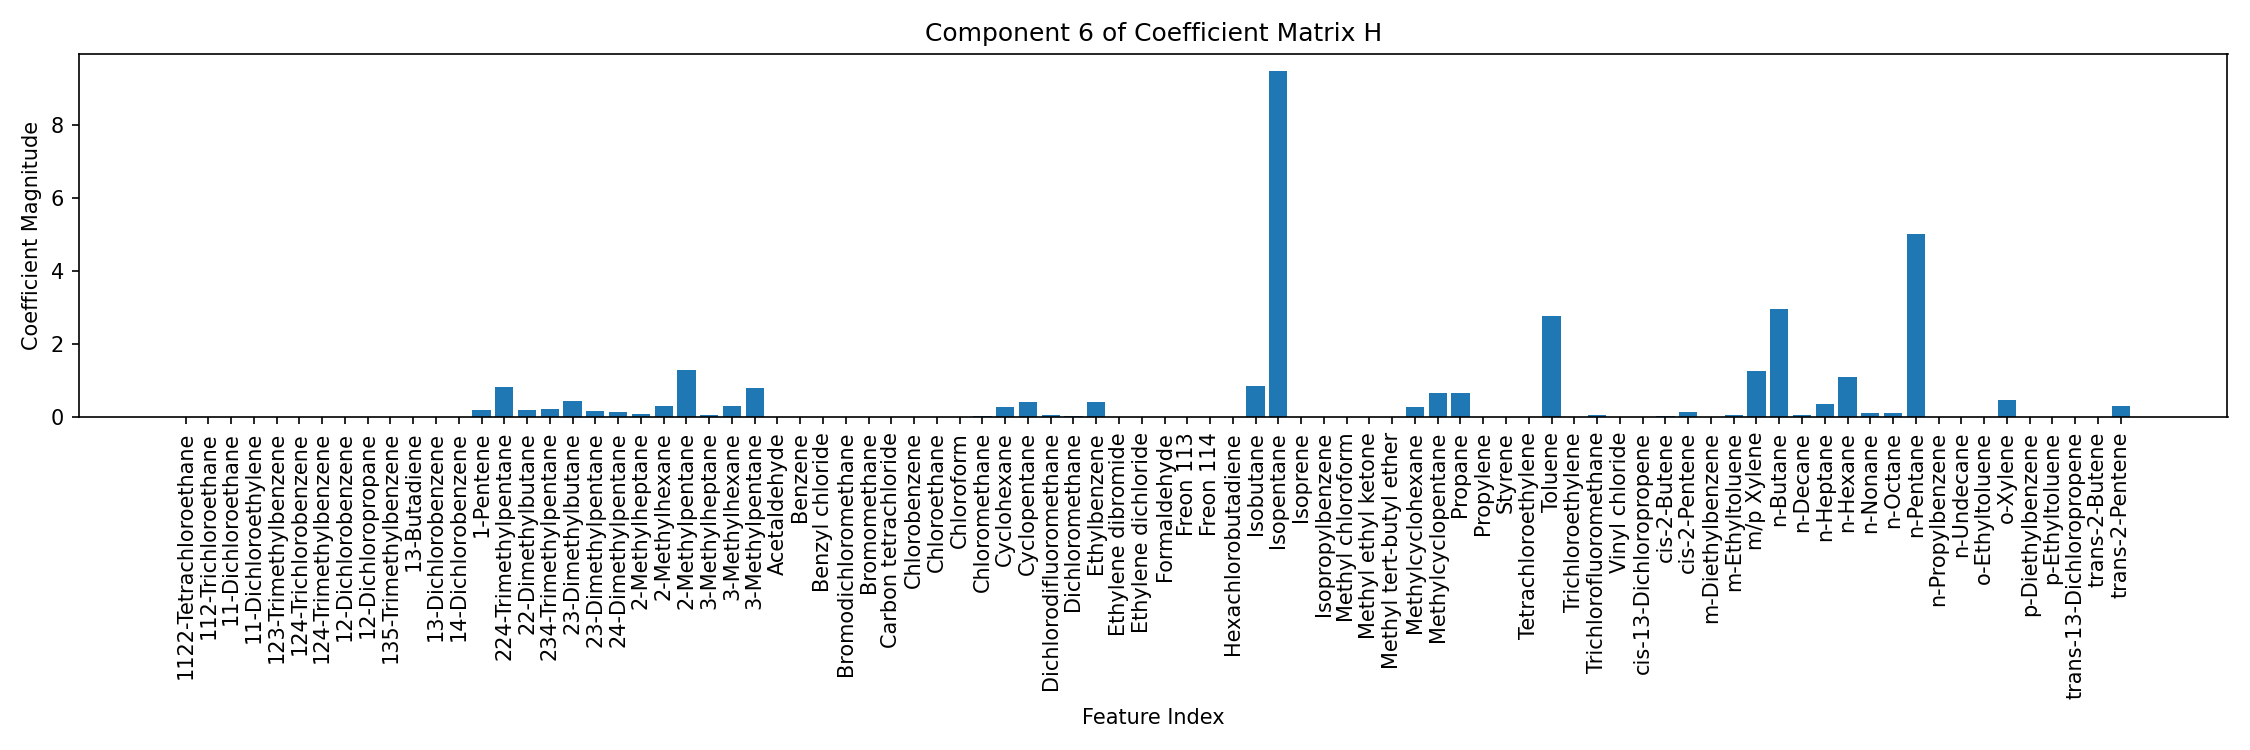 Component 6 of Coefficient Matrix H
Coefficient Magnitude
8
6
4
2
0
1122-Tetrachloroethane
112-Trichloroethane
11-Dichloroethane
11-Dichloroethylene
123-Trimethylbenzene
124-Trichlorobenzene
124-Trimethylbenzene
12-Dichlorobenzene
12-Dichloropropane
135-Trimethylbenzene
13-Butadiene
13-Dichlorobenzene
14-Dichlorobenzene
1-Pentene
224-Trimethylpentane
22-Dimethylbutane
234-Trimethylpentane
23-Dimethylbutane
23-Dimethylpentane
24-Dimethylpentane
2-Methylheptane
2-Methylhexane
2-Methylpentane
3-Methylheptane
3-Methylhexane
3-Methylpentane
Acetaldehyde
Benzene
Benzyl chloride
Bromodichloromethane
Bromomethane
Carbon tetrachloride
Chlorobenzene
Chloroethane
Chloroform
Chloromethane
Cyclohexane
Cyclopentane
Dichlorodifluoromethane
Dichloromethane
Ethylbenzene
Ethylene dibromide
Ethylene dichloride
Formaldehyde
Freon 113
Freon 114
Hexachlorobutadiene
Isobutane
Isopentane
Isoprene
Isopropylbenzene
Methyl chloroform
Methyl ethyl ketone
Methyl tert-butyl ether
Methylcyclohexane
Methylcyclopentane
Propane
Propylene
Styrene
Tetrachloroethylene
Toluene
Trichloroethylene
Trichlorofluoromethane
Vinyl chloride
cis-13-Dichloropropene
cis-2-Butene
cis-2-Pentene
m-Diethylbenzene
m-Ethyltoluene
m/p Xylene
n-Butane
n-Decane
n-Heptane
n-Hexane
n-Nonane
n-Octane
n-Pentane
n-Propylbenzene
n-Undecane
o-Ethyltoluene
o-Xylene
p-Diethylbenzene
p-Ethyltoluene
trans-13-Dichloropropene
trans-2-Butene
trans-2-Pentene
Feature Index